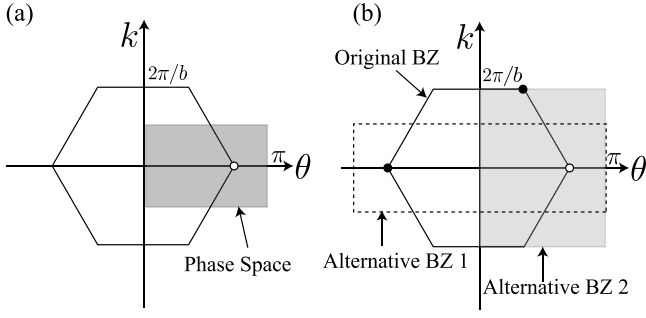 (a)
k
2π/b
π
θ
Phase Space
(b)
k
Original BZ
2π/b
π
θ
Alternative BZ 1
Alternative BZ 2